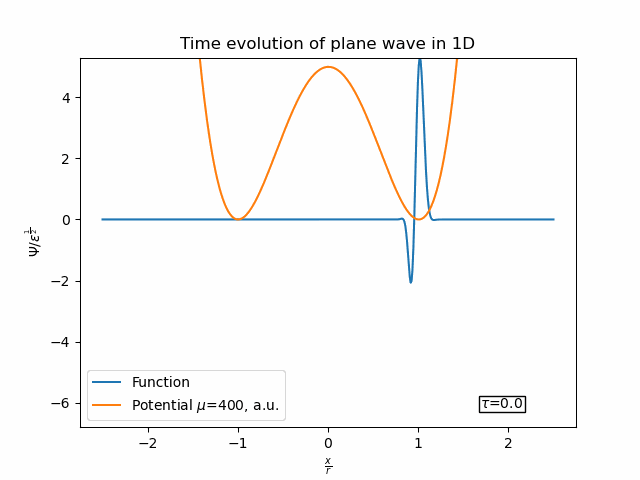 Time evolution of plane wave in 1D
4
2
0
−2
−4
−6
Ψ/ε^{1/2}
Function
Potential μ=400, a.u.
τ=0.0
−2 −1 0 1 2
x/r